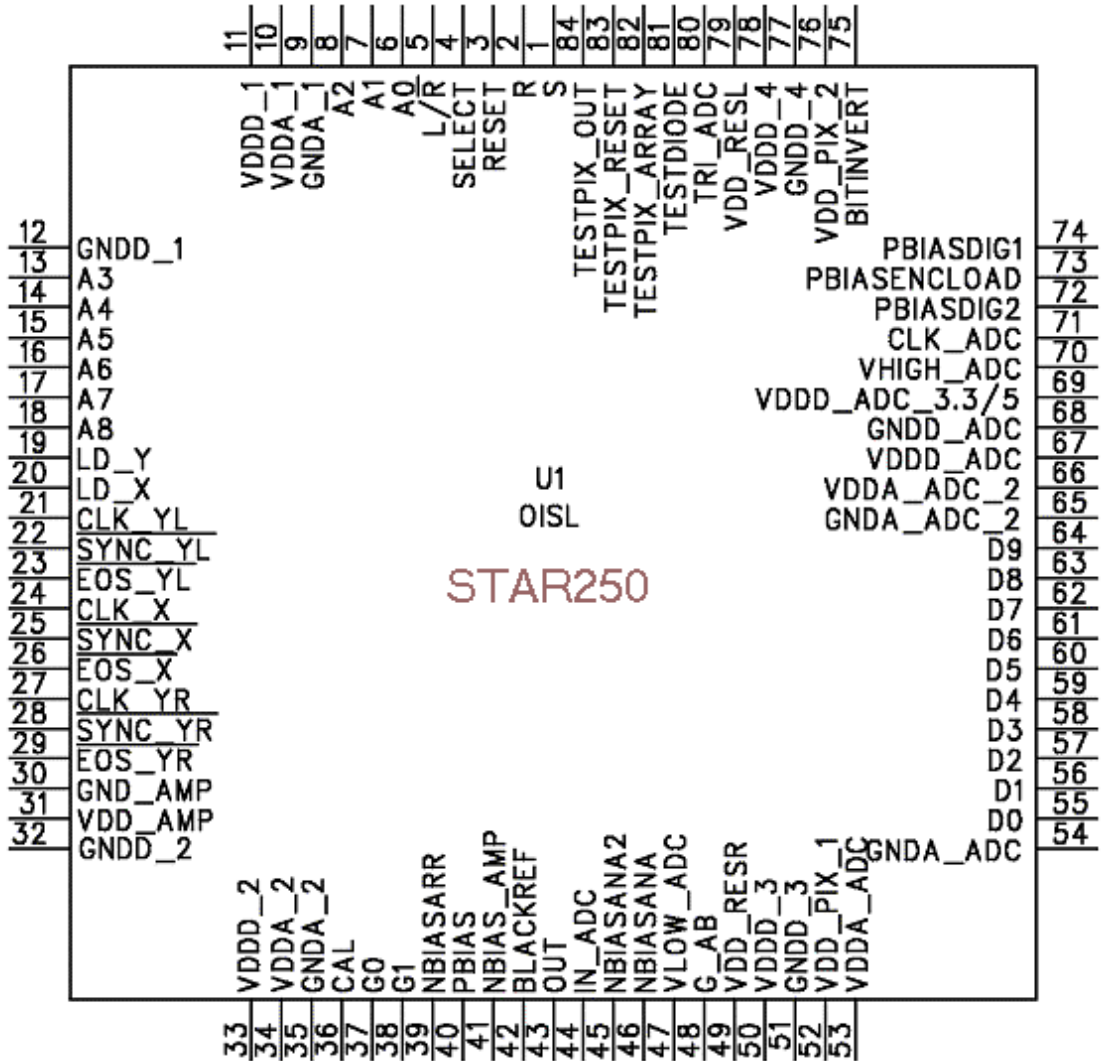 11 10 9 8 7 6 5 4 3 2 1 84 83 82 81 80 79 78 77 76 75
VDDD_1
VDDA_1
GNDA_1
A2
A1
A0
L/R
SELECT
RESET
R
S
TESTPIX_OUT
TESTPIX_RESET
TESTPIX_ARRAY
TESTDIODE
TRI_ADC
VDD_RESL
VDDD_4
GNDD_4
VDD_PIX_2
BITINVERT
12 GNDD_1
13 A3
14 A4
15 A5
16 A6
17 A7
18 A8
19 LD_Y
20 LD_X
21 CLK_YL
22 SYNC_YL
23 EOS_YL
24 CLK_X
25 SYNC_X
26 EOS_X
27 CLK_YR
28 SYNC_YR
29 EOS_YR
30 GND_AMP
31 VDD_AMP
32 GNDD_2
U1
OISL
STAR250
PBIASDIG1 74
PBIASENCLOAD 73
PBIASDIG2 72
CLK_ADC 71
VHIGH_ADC 70
VDDD_ADC_3.3/5 69
GNDD_ADC 68
VDDD_ADC 67
VDDA_ADC_2 66
GNDA_ADC_2 65
D9 64
D8 63
D7 62
D6 61
D5 60
D4 59
D3 58
D2 57
D1 56
D0 55
GNDA_ADC 54
VDDD_2
VDDA_2
GNDA_2
CAL
G0
G1
NBIASARR
PBIAS
NBIAS_AMP
BLACKREF
OUT
IN_ADC
NBIASANA2
NBIASANA
VLOW_ADC
G_AB
VDD_RESR
VDDD_3
GNDD_3
VDD_PIX_1
VDDA_ADC
33 34 35 36 37 38 39 40 41 42 43 44 45 46 47 48 49 50 51 52 53